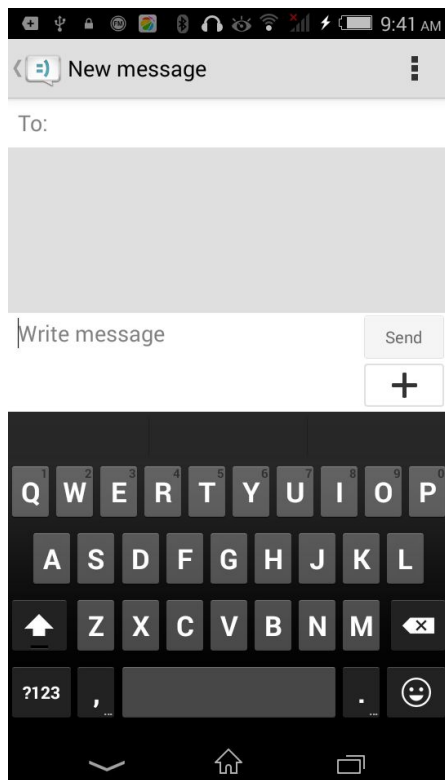 9:41 AM
=) New message
To:
Write message
Send
+
1 2 3 4 5 6 7 8 9 0
Q W E R T Y U I O P
A S D F G H J K L
Z X C V B N M
?123 , ... . ...